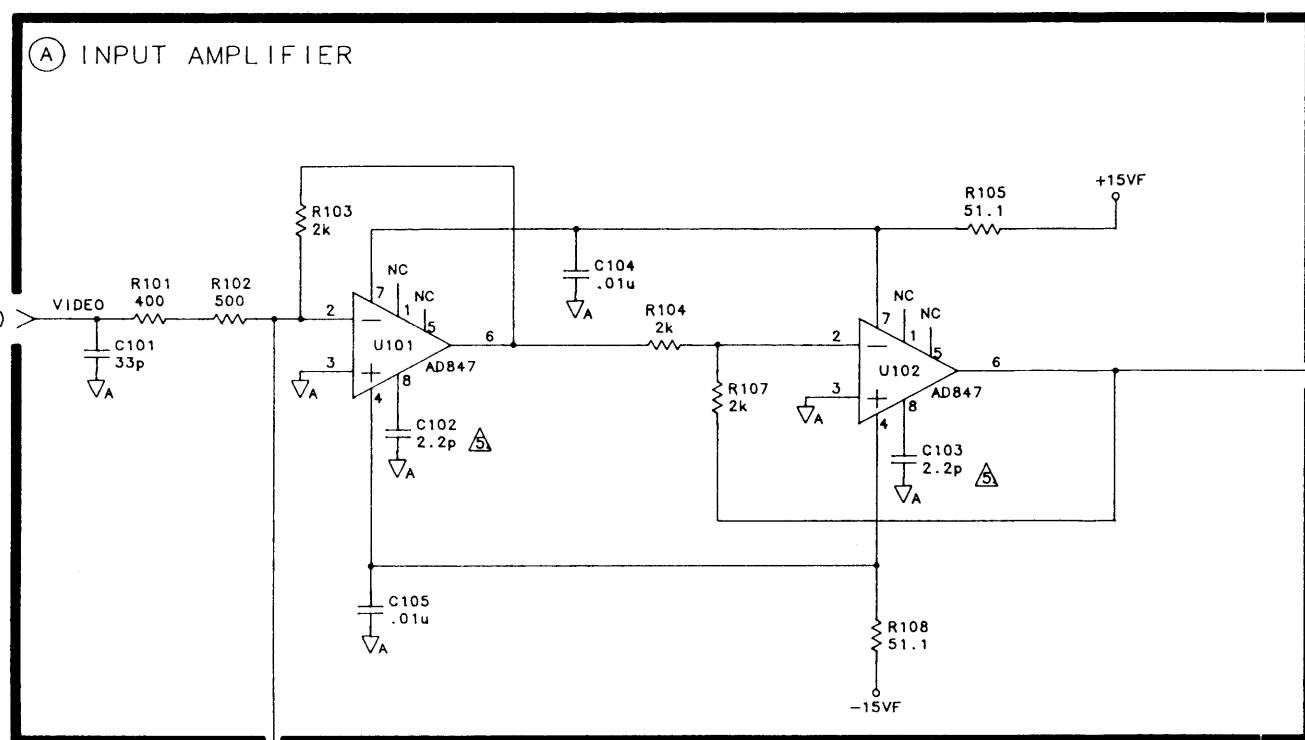 A INPUT AMPLIFIER
+15VF
R105
51.1
R103
2k
C104
.01u
NC
NC
NC
NC
VIDEO
R101
400
R102
500
7
1
5
2
3
6
8
4
U101
AD847
R104
2k
7
1
5
2
3
6
8
4
U102
AD847
C101
33p
A
A
A
R107
2k
A
C102
2.2p
5
A
C103
2.2p
5
A
C105
.01u
A
R108
51.1
-15VF